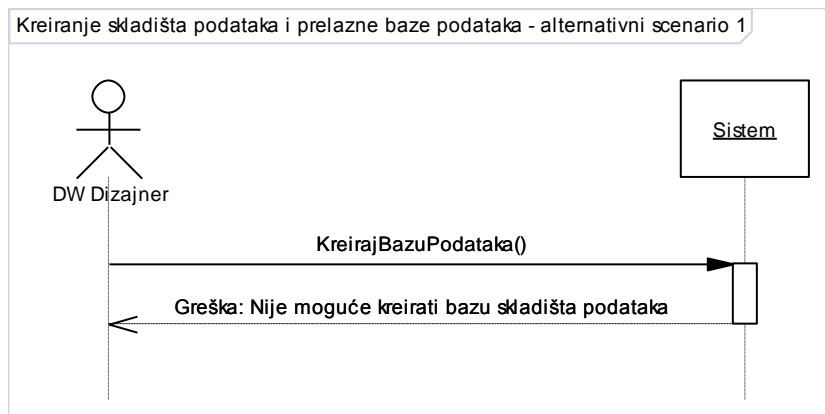 Kreiranje skladišta podataka i prelazne baze podataka - alternativni scenario 1
Sistem
DW Dizajner
KreirajBazuPodataka()
Greška: Nije moguće kreirati bazu skladišta podataka